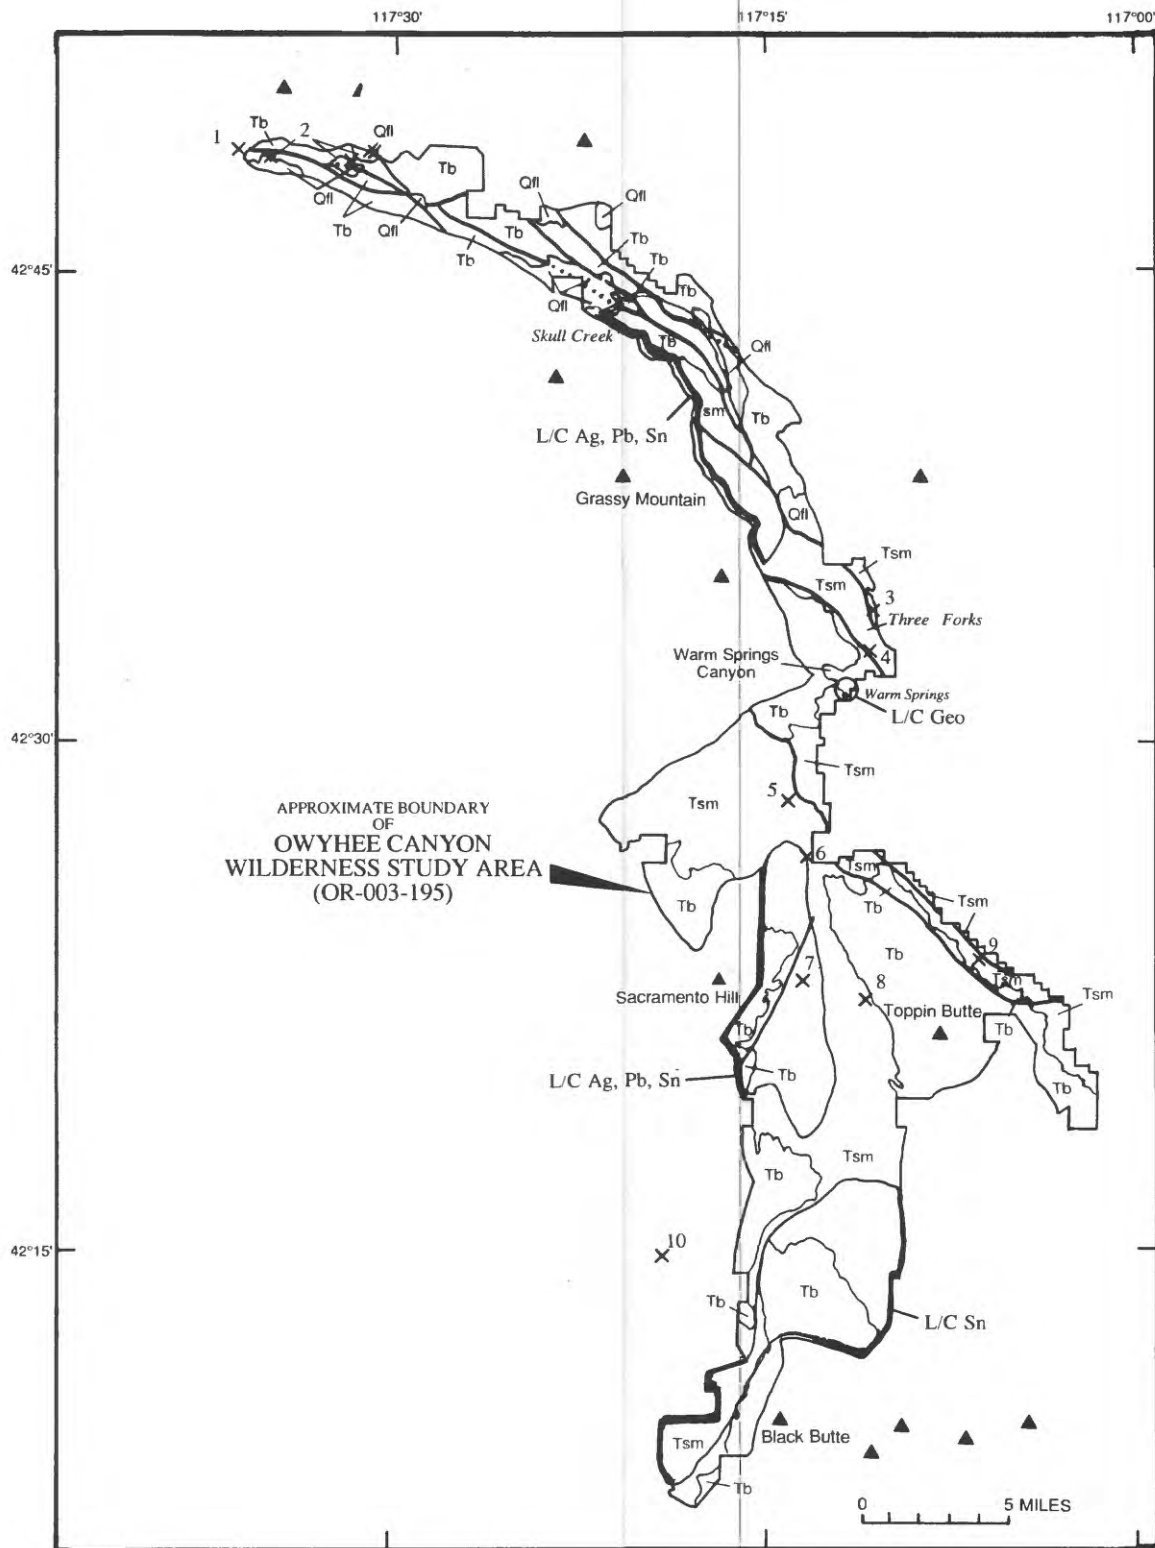 117°30'
117°15'
117°00'
1
Tb
2
Qfl
Tb
Qfl
Tb
Qfl
Tb
Qfl
Qfl
Tb
Tb
Tb
Tb
42°45'
Qfl
Skull Creek
Tb
Qfl
sm
Tb
L/C Ag, Pb, Sn
Grassy Mountain
Qfl
Tsm
Tsm
3
Three Forks
4
Warm Springs
Canyon
Warm Springs
L/C Geo
Tb
42°30'
Tsm
5
Tsm
APPROXIMATE BOUNDARY
OF
OWYHEE CANYON
WILDERNESS STUDY AREA
(OR-003-195)
6
Tsm
Tsm
Tb
Tb
Tb
9
7
8
Tsm
Sacramento Hill
Toppin Butte
Tsm
Tb
Tb
L/C Ag, Pb, Sn
Tb
Tb
Tsm
Tb
42°15'
10
Tb
Tb
L/C Sn
Tsm
Black Butte
Tb
0 5 MILES